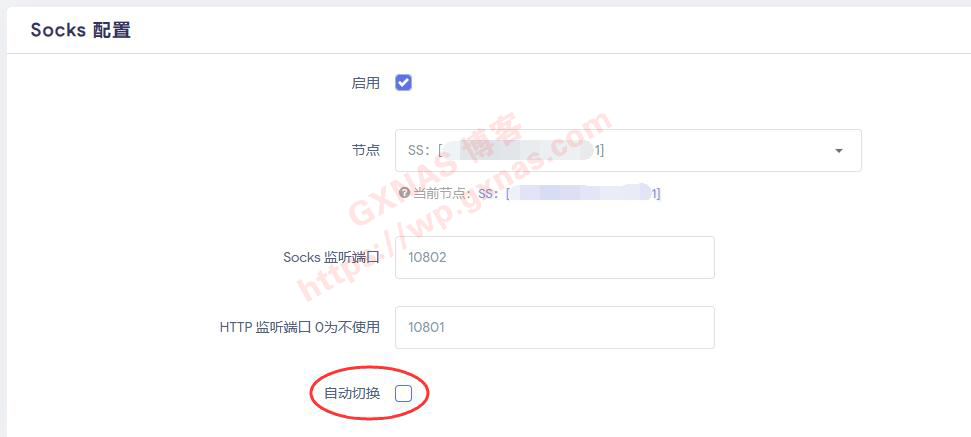 Socks 配置
启用
节点 SS：[ 1]
当前节点：SS：[ 1]
Socks 监听端口 10802
HTTP 监听端口 0为不使用 10801
自动切换
GXNAS 博客
https://wp.gxnas.com